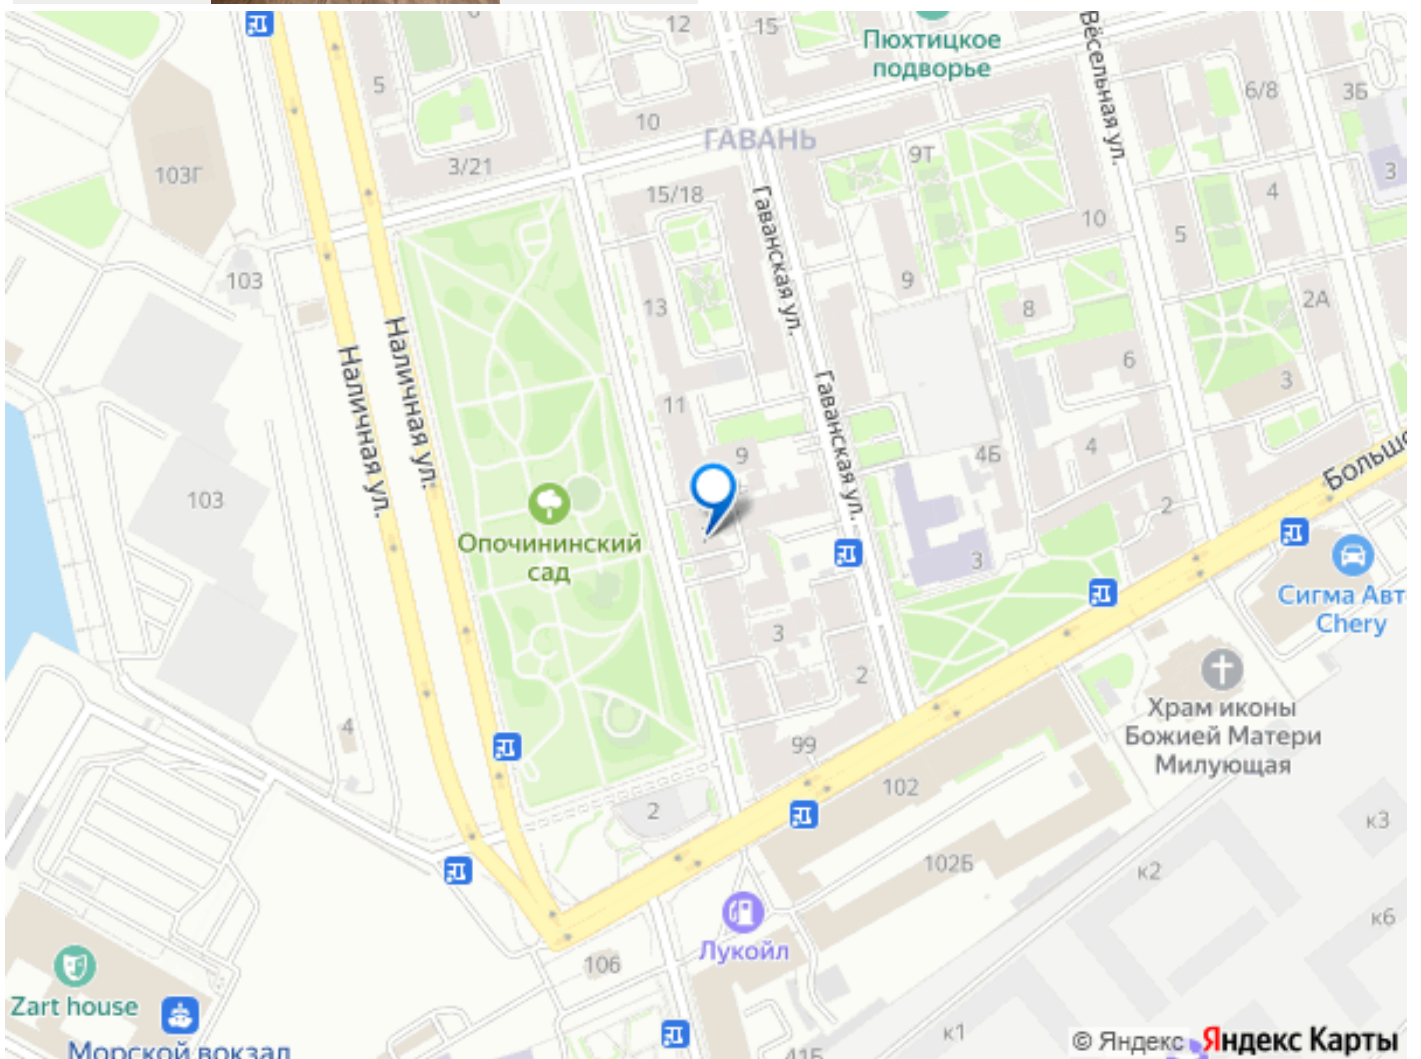 12
15
Пюхтицкое
подворье
Вёсельная ул.
6/8
3Б
5
10
ГАВАНЬ
9Т
103Г
3/21
15/18
3
4
10
5
Гаванская ул.
103
9
2А
13
8
Наличная ул.
Наличная ул.
6
3
11
Гаванская ул.
9
4Б
4
Большо
103
2
Опочининский
сад
3
Сигма Авт
Chery
3
2
4
Храм иконы
Божией Матери
Милующая
99
102
2
к3
102Б
к2
к6
Лукойл
106
Zart house
Морской вокзал
к1
41Б
© Яндекс Яндекс Карты